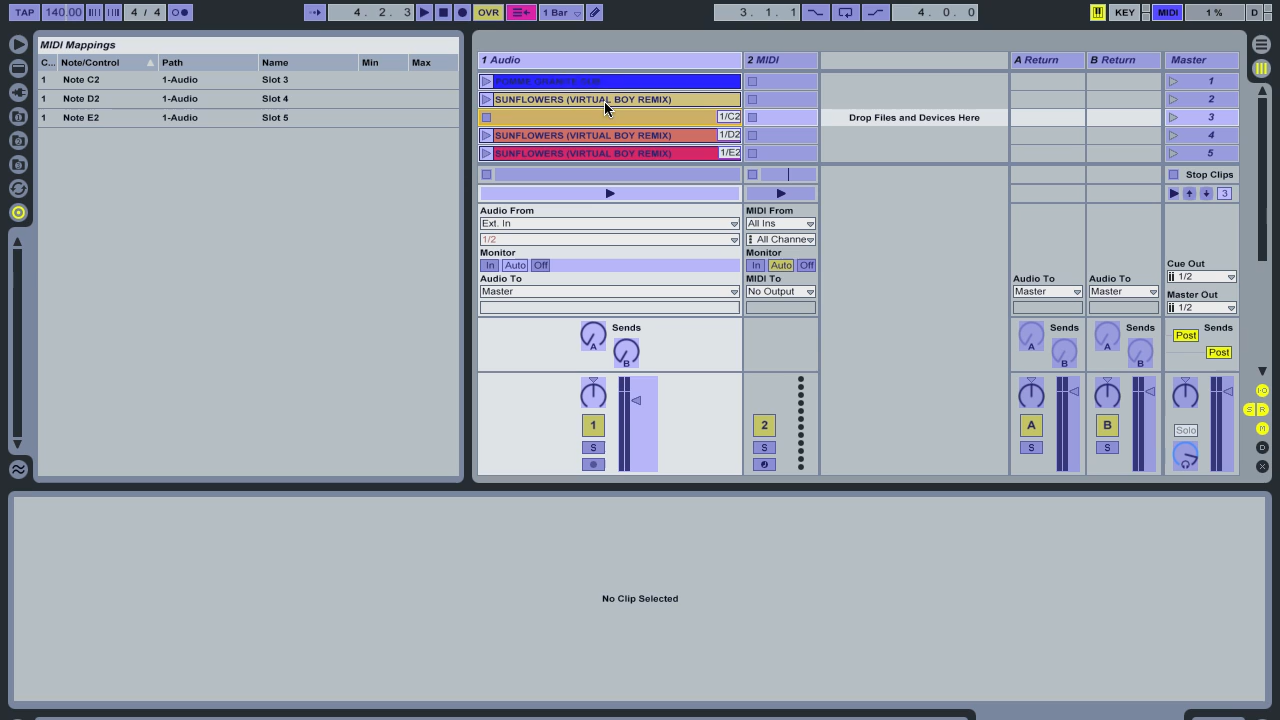 TAP 140.00 4 / 4 4. 2. 3 OVR 1 Bar 3. 1. 1 4. 0. 0 KEY MIDI 1 % D
MIDI Mappings
C... Note/Control Path Name Min Max
1 Note C2 1-Audio Slot 3
Note D2 1-Audio Slot 4
1 Note E2 1-Audio Slot 5
1 Audio 2 MIDI A Return B Return Master
1
SUNFLOWERS (VIRTUAL BOY REMIX) 2
1/C2 Drop Files and Devices Here 3
SUNFLOWERS (VIRTUAL BOY REMIX) 1/D2 4
SUNFLOWERS (VIRTUAL BOY REMIX) 1/E2 5
Stop Clips
3
Audio From MIDI From
Ext. In All Ins
1/2 All Channe
Monitor Monitor
In Auto Off In Auto Off Cue Out
Audio To MIDI To Audio To Audio To 1/2
Master No Output Master Master Master Out
1/2
Sends Sends Sends Sends
A B A B A B Post
Post
I·O
S R
1 2 A B Solo M
S S S S D
X
No Clip Selected